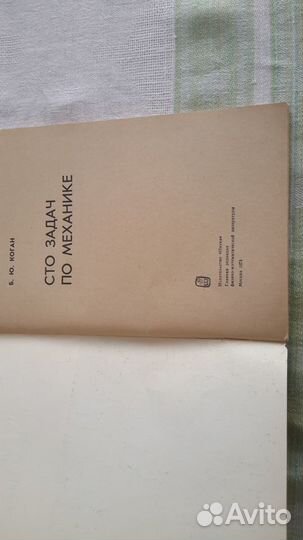 Б. Ю. КОГАН
СТО ЗАДАЧ
ПО МЕХАНИКЕ
Издательство «Наука»
Главная редакция
физико-математической литературы
Москва 1973
Avito